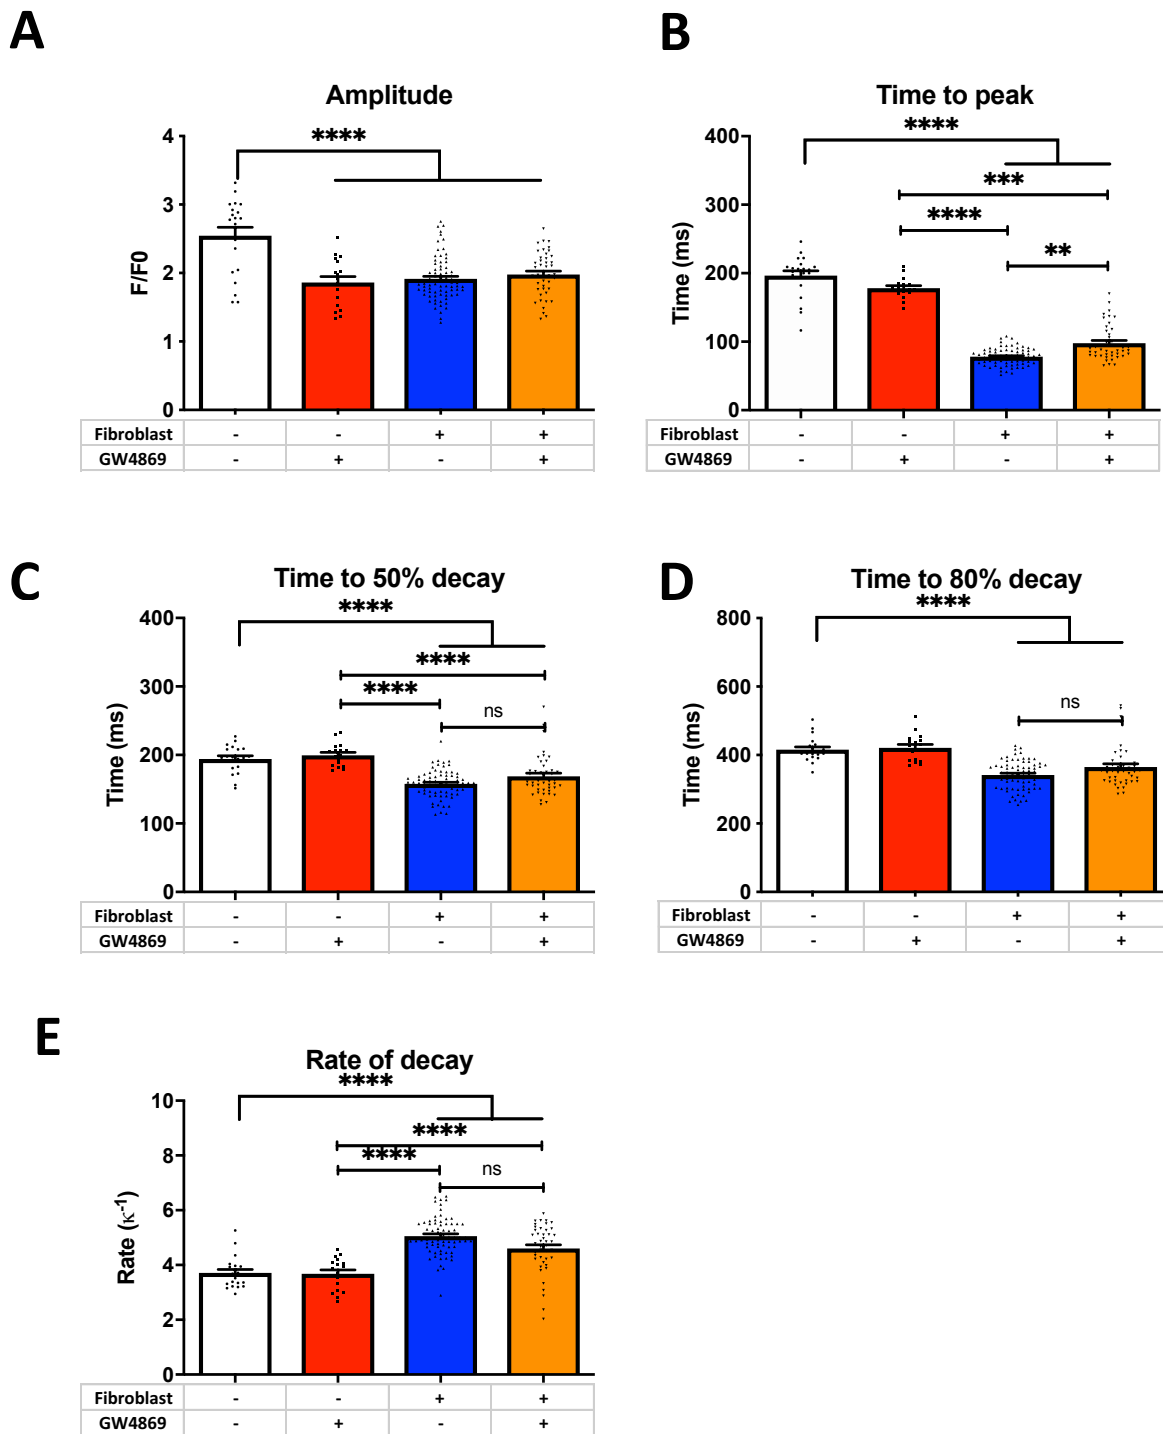 A
Amplitude
****
4
3
2
1
0
F/F0
Fibroblast - - + +
GW4869 - + - +
B
Time to peak
****
***
****
**
400
300
200
100
0
Time (ms)
Fibroblast - - + +
GW4869 - + - +
C
Time to 50% decay
****
****
****
ns
400
300
200
100
0
Time (ms)
Fibroblast - - + +
GW4869 - + - +
D
Time to 80% decay
****
ns
800
600
400
200
0
Time (ms)
Fibroblast - - + +
GW4869 - + - +
E
Rate of decay
****
****
****
ns
10
8
6
4
2
0
Rate (κ⁻¹)
Fibroblast - - + +
GW4869 - + - +